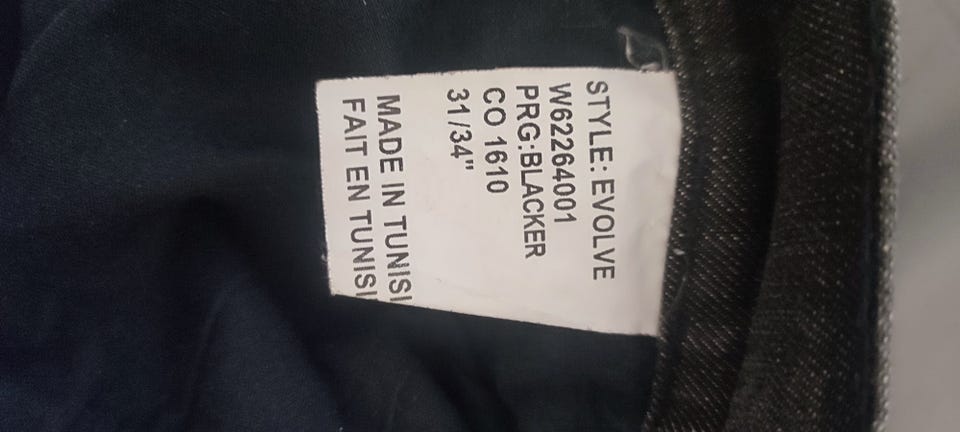 STYLE: EVOLVE
W62264001
PRG:BLACKER
CO 1610
31/34"
MADE IN TUNISI
FAIT EN TUNISI